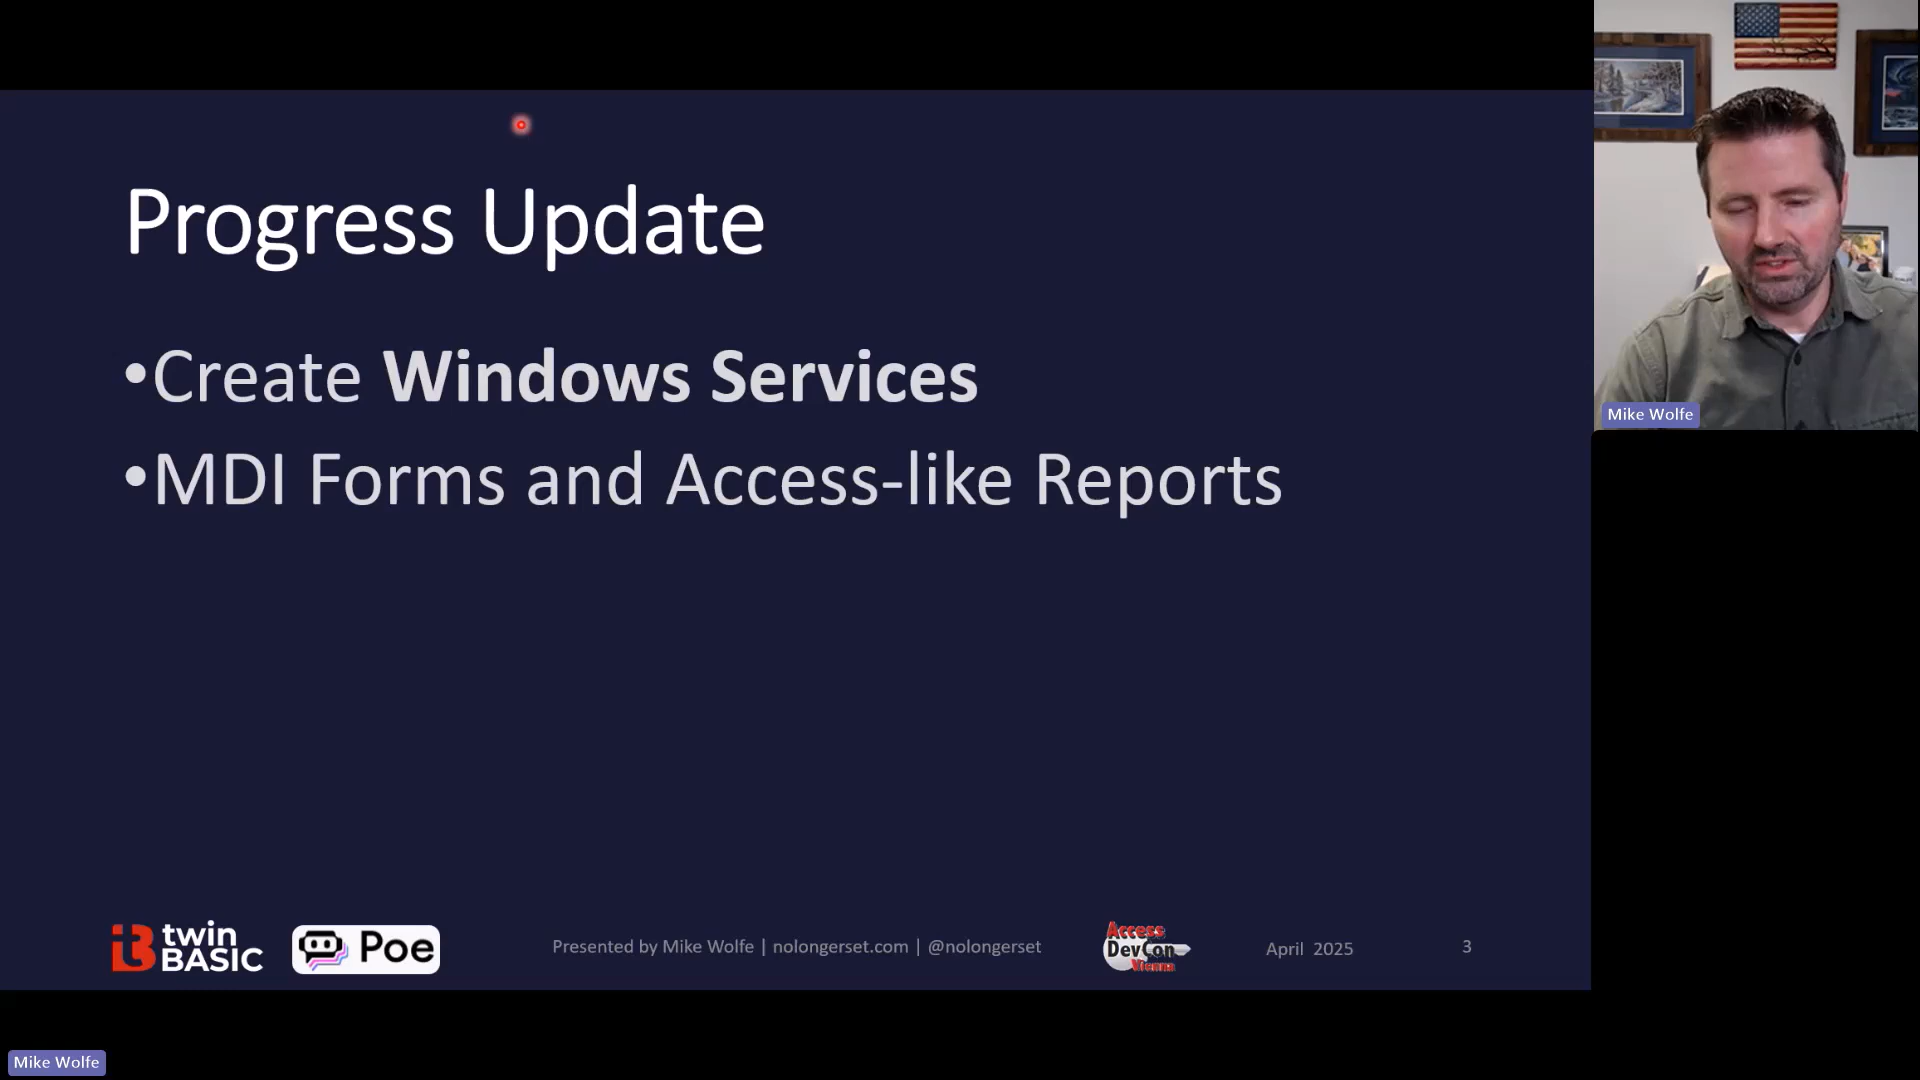 Progress Update
•Create Windows Services
•MDI Forms and Access-like Reports
twin
BASIC
Poe
Presented by Mike Wolfe | nolongerset.com | @nolongerset
Access
DevCon
Vienna
April 2025
3
Mike Wolfe
Mike Wolfe